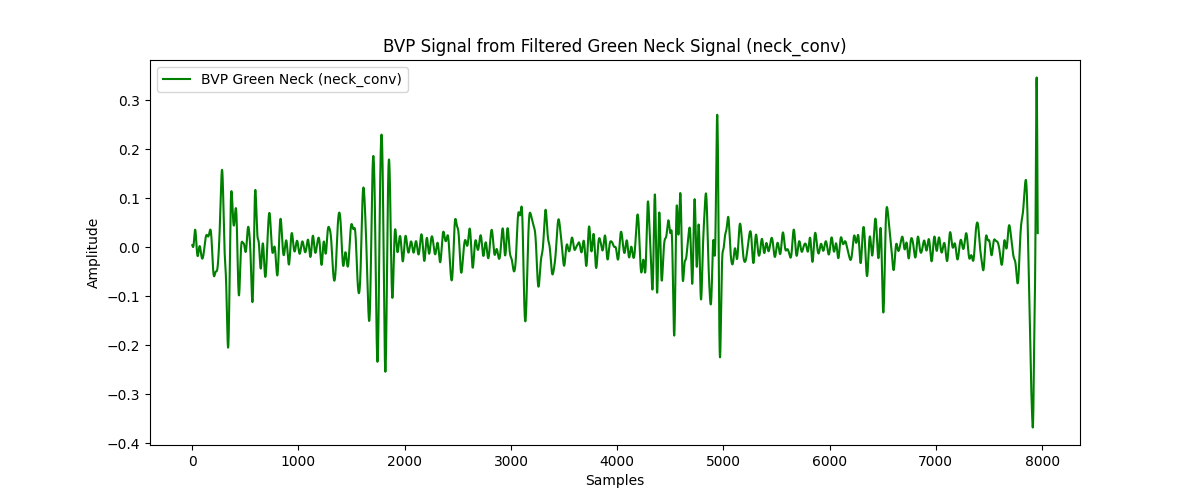 BVP Signal from Filtered Green Neck Signal (neck_conv)
BVP Green Neck (neck_conv)
Amplitude
0.3
0.2
0.1
0.0
−0.1
−0.2
−0.3
−0.4
0 1000 2000 3000 4000 5000 6000 7000 8000
Samples